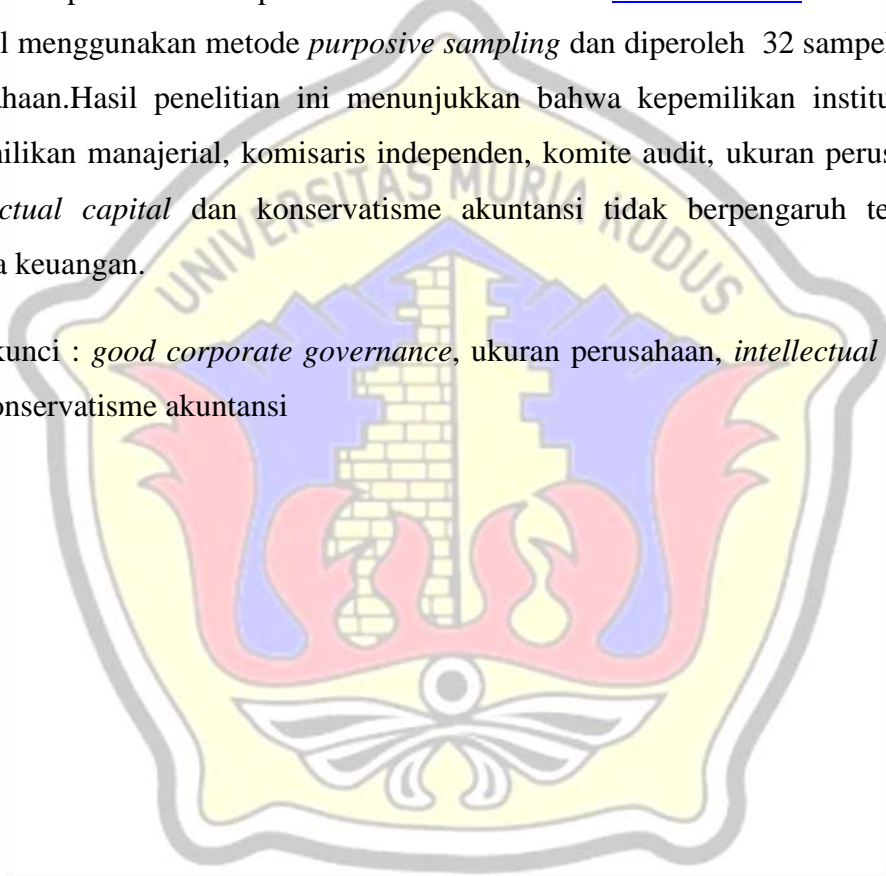 l menggunakan metode purposive sampling dan diperoleh 32 sampel
ahaan.Hasil penelitian ini menunjukkan bahwa kepemilikan institu
nilikan manajerial, komisaris independen, komite audit, ukuran perus
ctual capital dan konservatisme akuntansi tidak berpengaruh te
a keuangan.
kunci : good corporate governance, ukuran perusahaan, intellectual
onservatisme akuntansi
UNIVERSITAS MURIA KUDUS